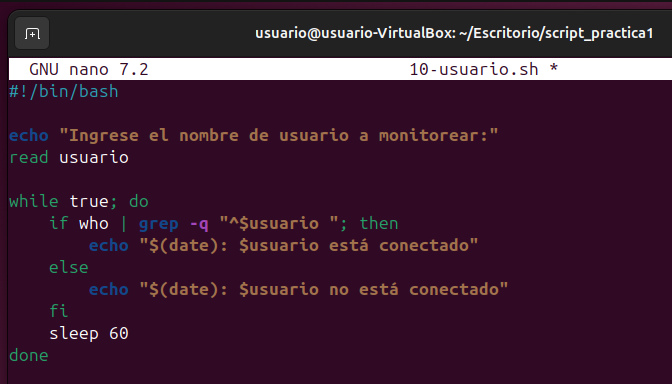 usuario@usuario-VirtualBox: ~/Escritorio/script_practica1
GNU nano 7.2 10-usuario.sh *
#!/bin/bash
echo "Ingrese el nombre de usuario a monitorear:"
read usuario
while true; do
    if who | grep -q "^$usuario "; then
        echo "$(date): $usuario está conectado"
    else
        echo "$(date): $usuario no está conectado"
    fi
    sleep 60
done